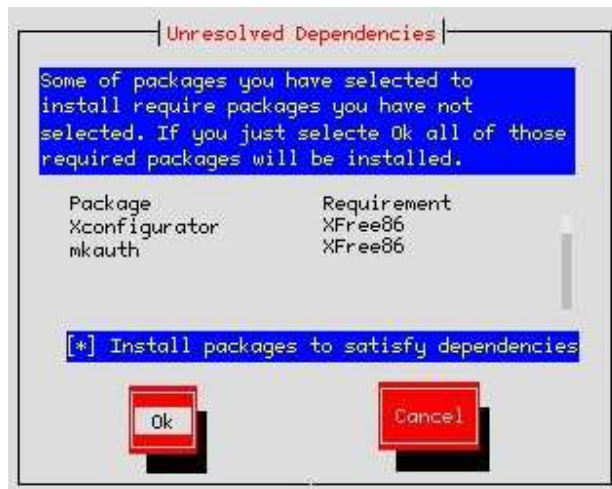 Unresolved Dependencies
Some of packages you have selected to
install require packages you have not
selected. If you just selecte Ok all of those
required packages will be installed.
Package Requirement
Xconfigurator XFree86
mkauth XFree86
[*] Install packages to satisfy dependencies
Ok Cancel